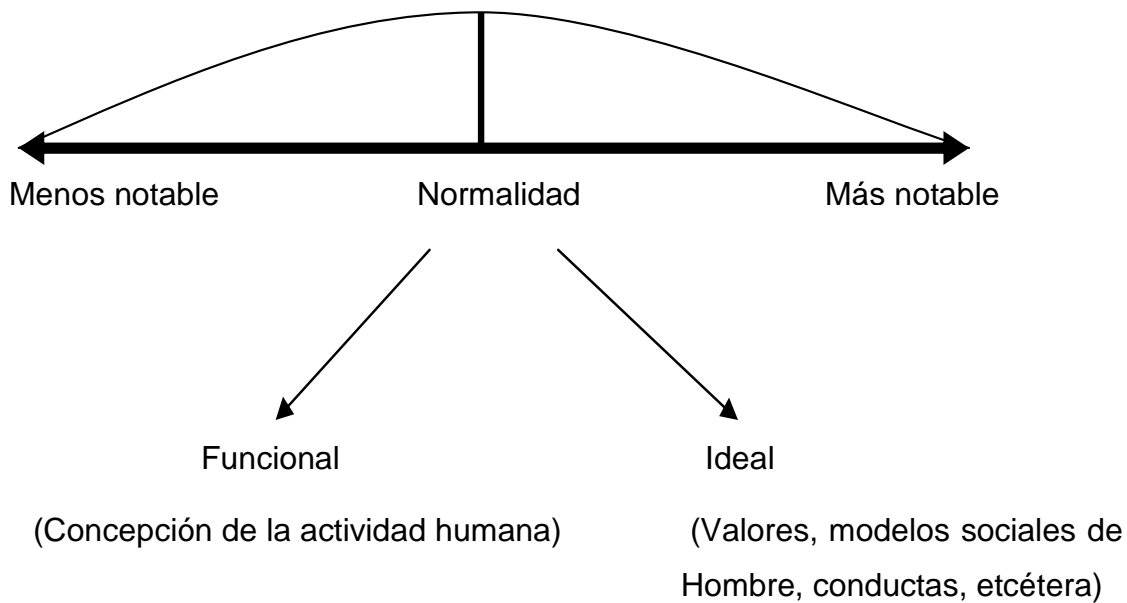 Menos notable Normalidad Más notable
Funcional Ideal
(Concepción de la actividad humana) (Valores, modelos sociales de
Hombre, conductas, etcétera)